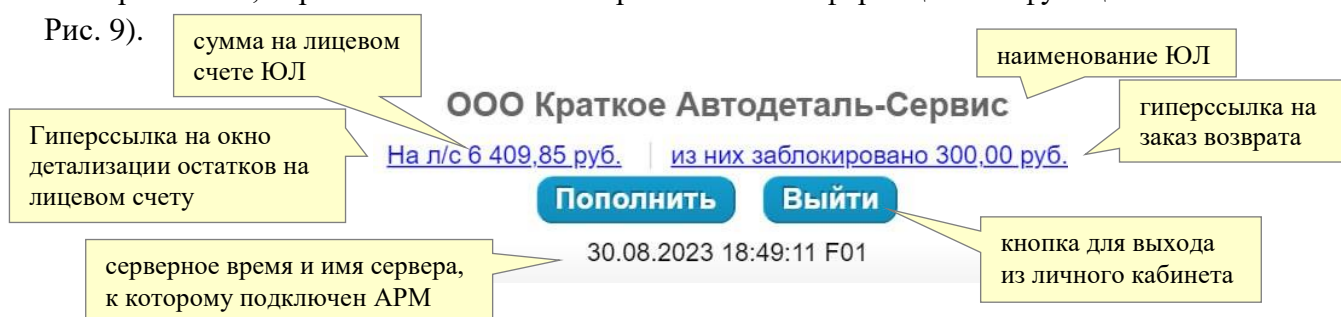 Рис. 9).
сумма на лицевом
счете ЮЛ
наименование ЮЛ
ООО Краткое Автодеталь-Сервис
гиперссылка на
заказ возврата
Гиперссылка на окно
детализации остатков на
лицевом счету
На л/с 6 409,85 руб.
из них заблокировано 300,00 руб.
Пополнить
Выйти
30.08.2023 18:49:11 F01
кнопка для выхода
из личного кабинета
серверное время и имя сервера,
к которому подключен АРМ